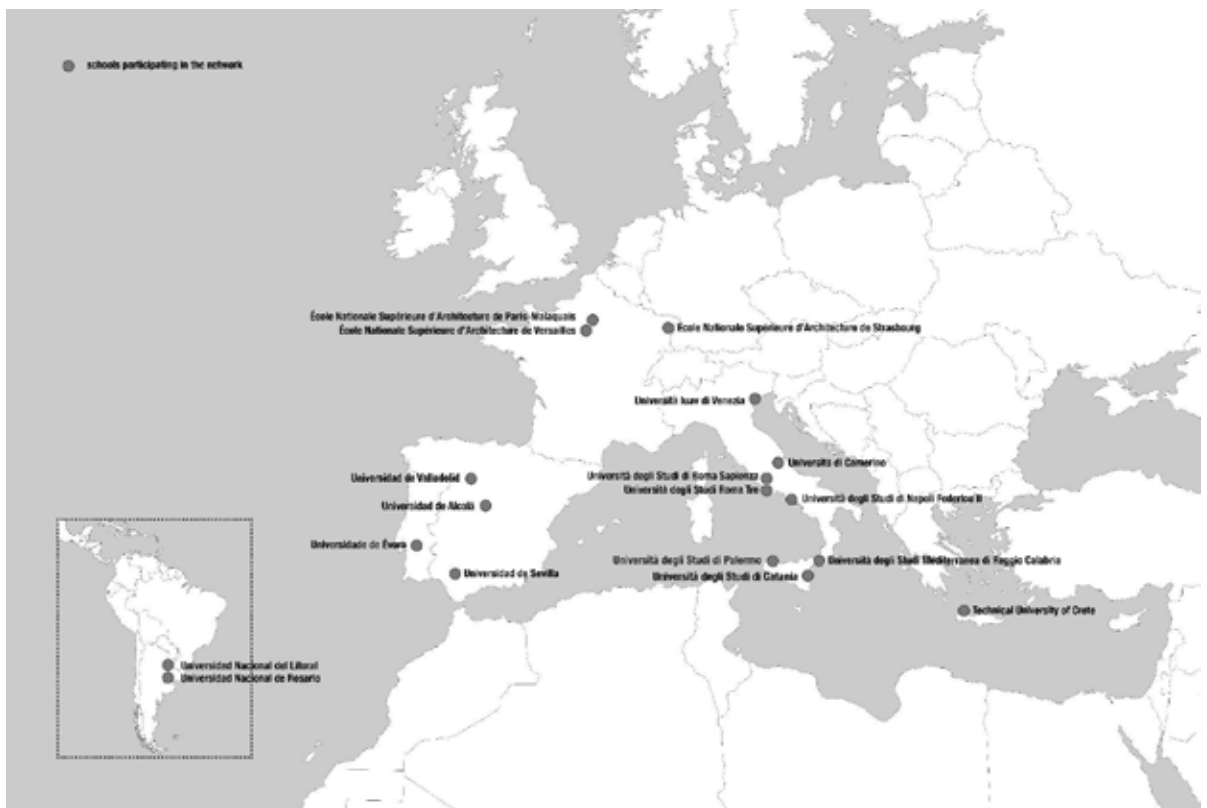 schools participating in the network
École Nationale Supérieure d'Architecture de Paris-Malaquais
École Nationale Supérieure d'Architecture de Versailles
École Nationale Supérieure d'Architecture de Strasbourg
Università Iuav di Venezia
Università di Camerino
Universidad de Valladolid
Università degli Studi di Roma Sapienza
Università degli Studi Roma Tre
Università degli Studi di Napoli Federico II
Universidad de Alcalá
Universidade de Évora
Università degli Studi di Palermo
Università degli Studi Mediterranea di Reggio Calabria
Universidad de Sevilla
Università degli Studi di Catania
Technical University of Crete
Universidad Nacional del Litoral
Universidad Nacional de Rosario